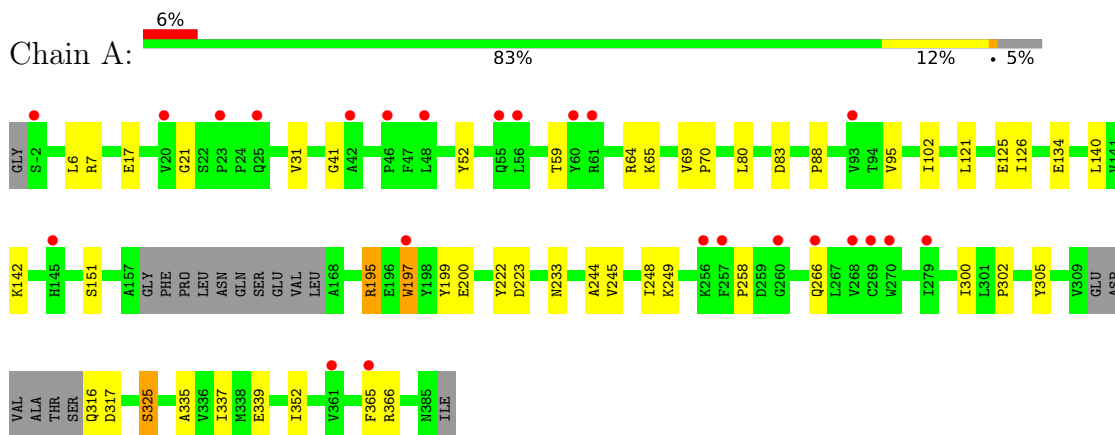 6%
Chain A:
83% 12% • 5%
GLY S-2 L6 R7 E17 V20 G21 S22 P23 P24 Q25 V31 G41 A42 P46 F47 L48 Y52 Q55 L56 T59 Y60 R61 R64 K65 V69 P70 L80 D83 P88 V93 T94 V95 I102 L121 E125 I126 E134 L140 V141
K142 H145 S151 A157 GLY PHE PRO LEU ASN GLN SER GLU VAL LEU A168 R195 E196 W197 Y198 Y199 E200 Y222 D223 N233 A244 V245 I248 K249 K256 F257 P258 D259 G260 Q266 L267 V268 C269 W270 I279 I300 L301 P302 Y305 V309 GLU ASP
VAL ALA THR SER Q316 D317 S325 A335 V336 I337 M338 E339 I352 V361 F365 R366 N385 ILE